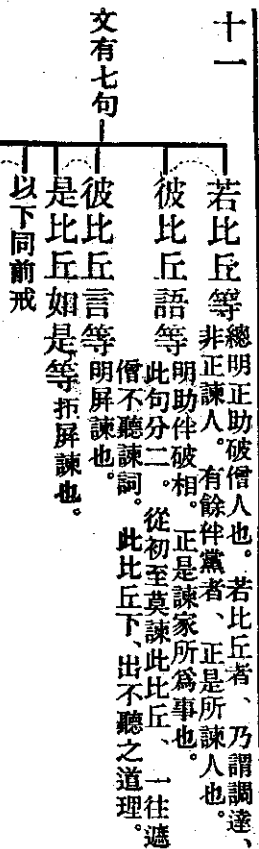 十一
文有七句
若比丘等 總明正助破僧人也。若比丘者、乃謂調達、
非正諫人。有餘伴黨者、正是所諫人也。
彼比丘語等 明助伴破相。正是諫家所爲事也。
此句分二。從初至莫諫此比丘、一往遮
僧不聽諫詞。此比丘下、出不聽之道理。
彼比丘言等 明屏諫也。
是比丘如是等 拒屏諫也。
以下同前戒